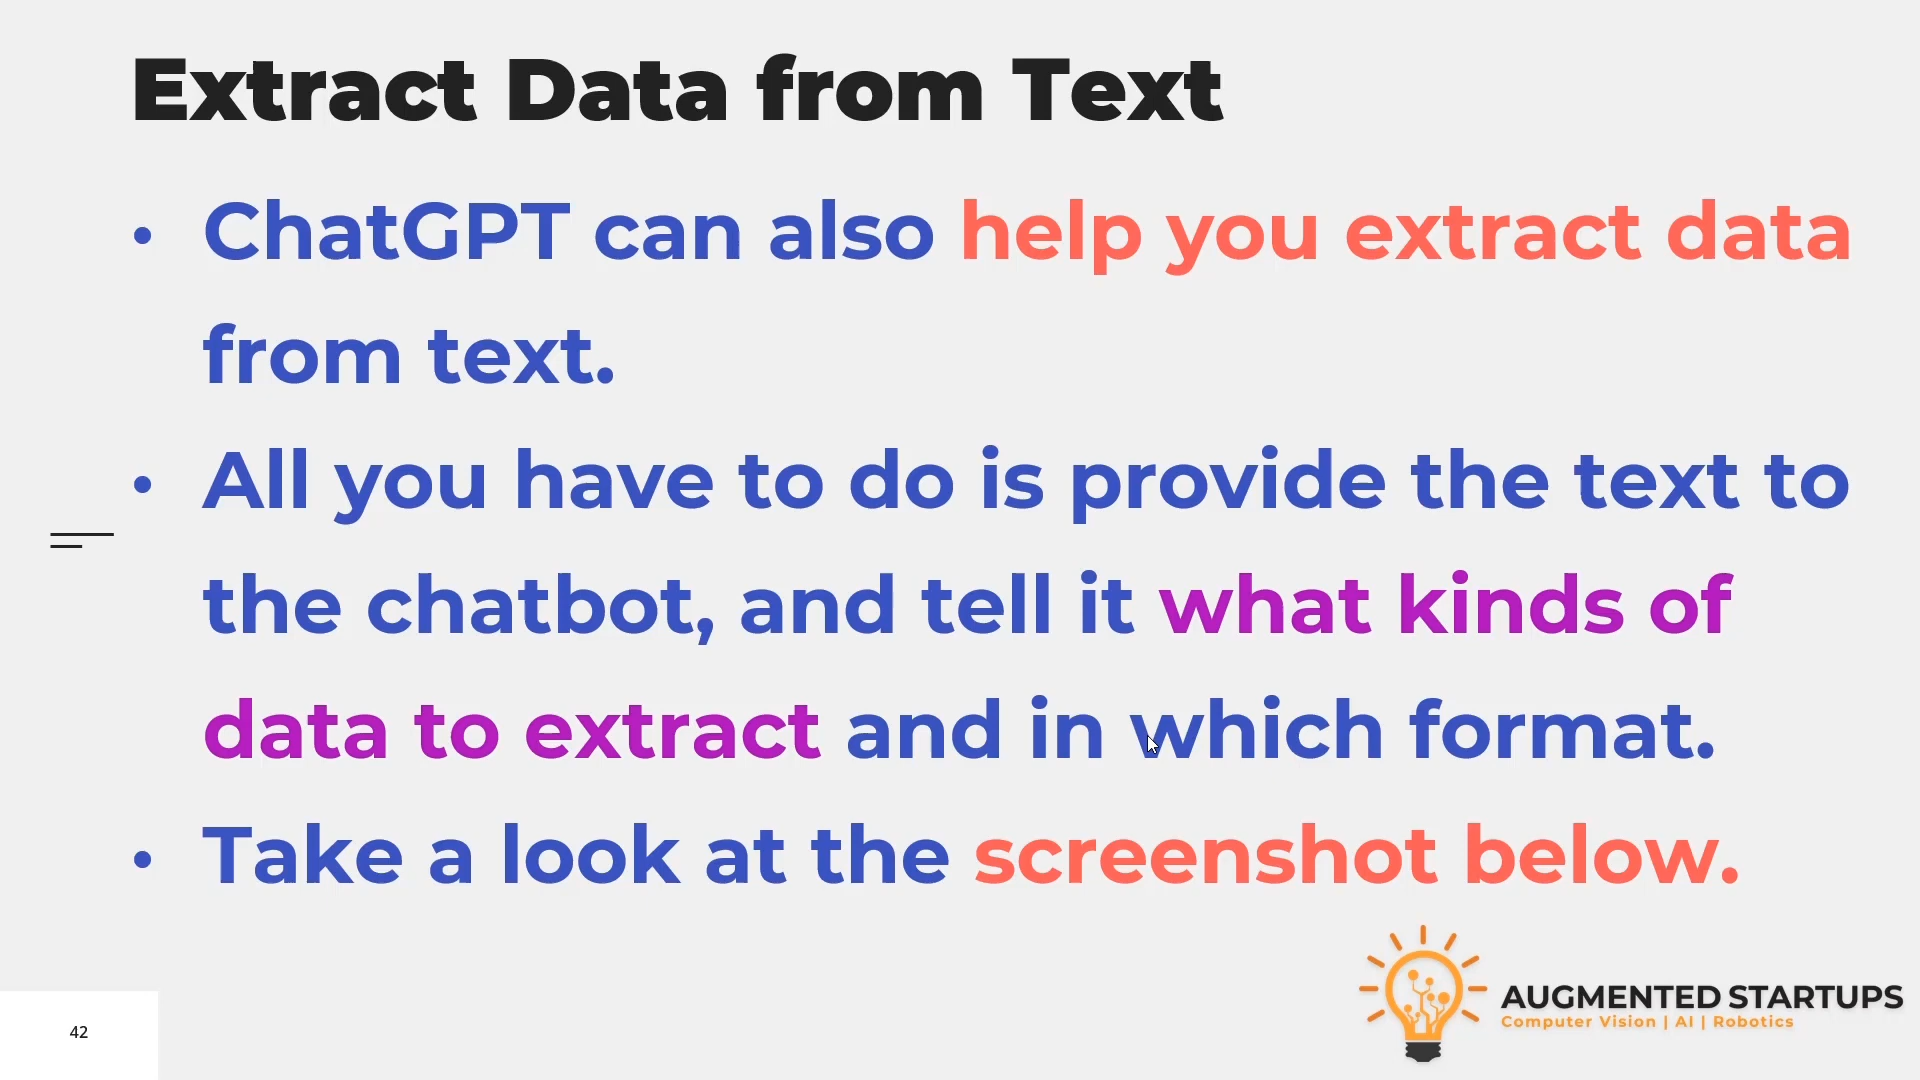 Extract Data from Text
• ChatGPT can also help you extract data
from text.
• All you have to do is provide the text to
the chatbot, and tell it what kinds of
data to extract and in which format.
• Take a look at the screenshot below.
AUGMENTED STARTUPS
Computer Vision | AI | Robotics
42